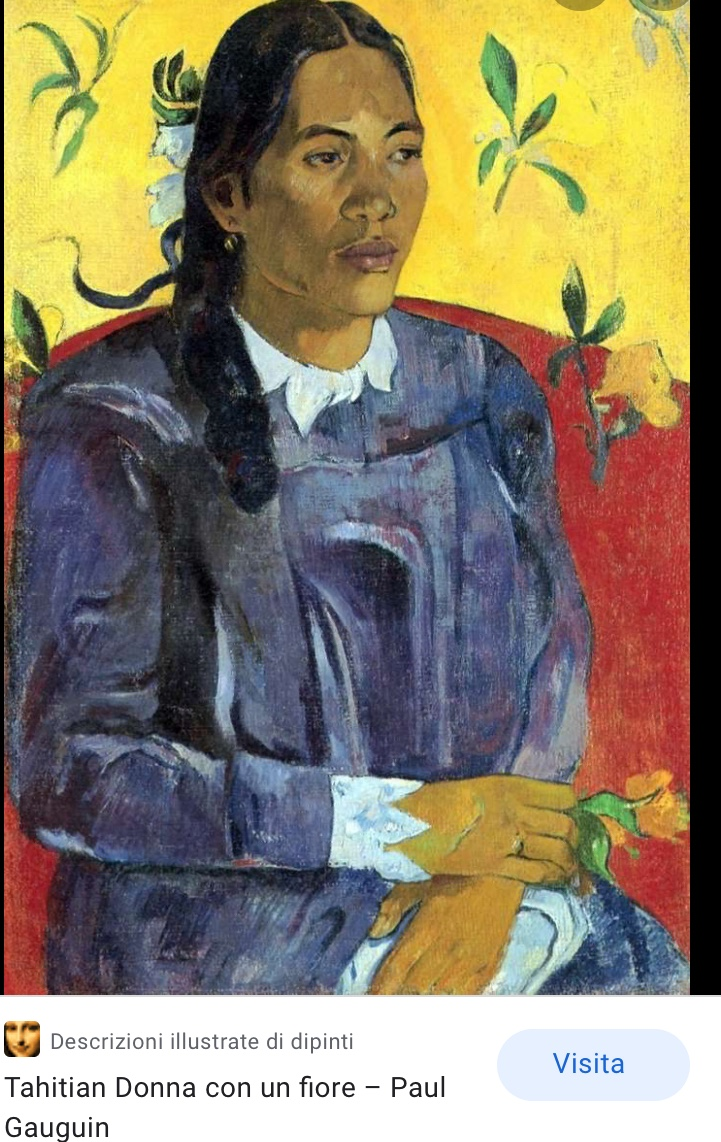 Descrizioni illustrate di dipinti
Visita
Tahitian Donna con un fiore – Paul
Gauguin